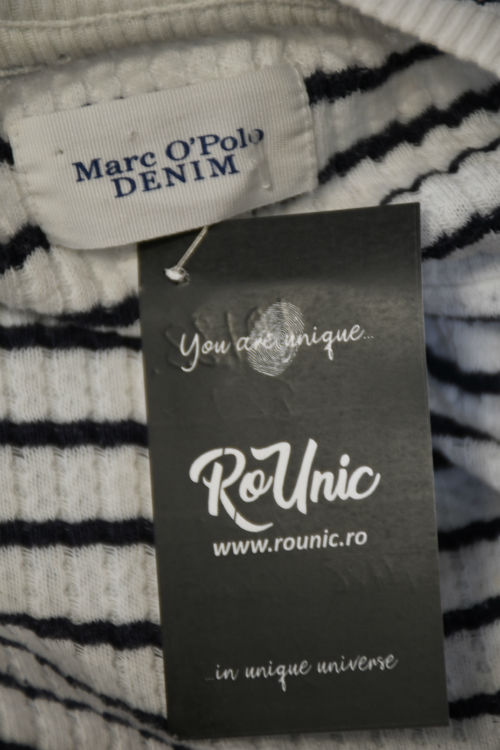 Marc O'Polo
DENIM
You are unique...
RoUnic
www.rounic.ro
...in unique universe